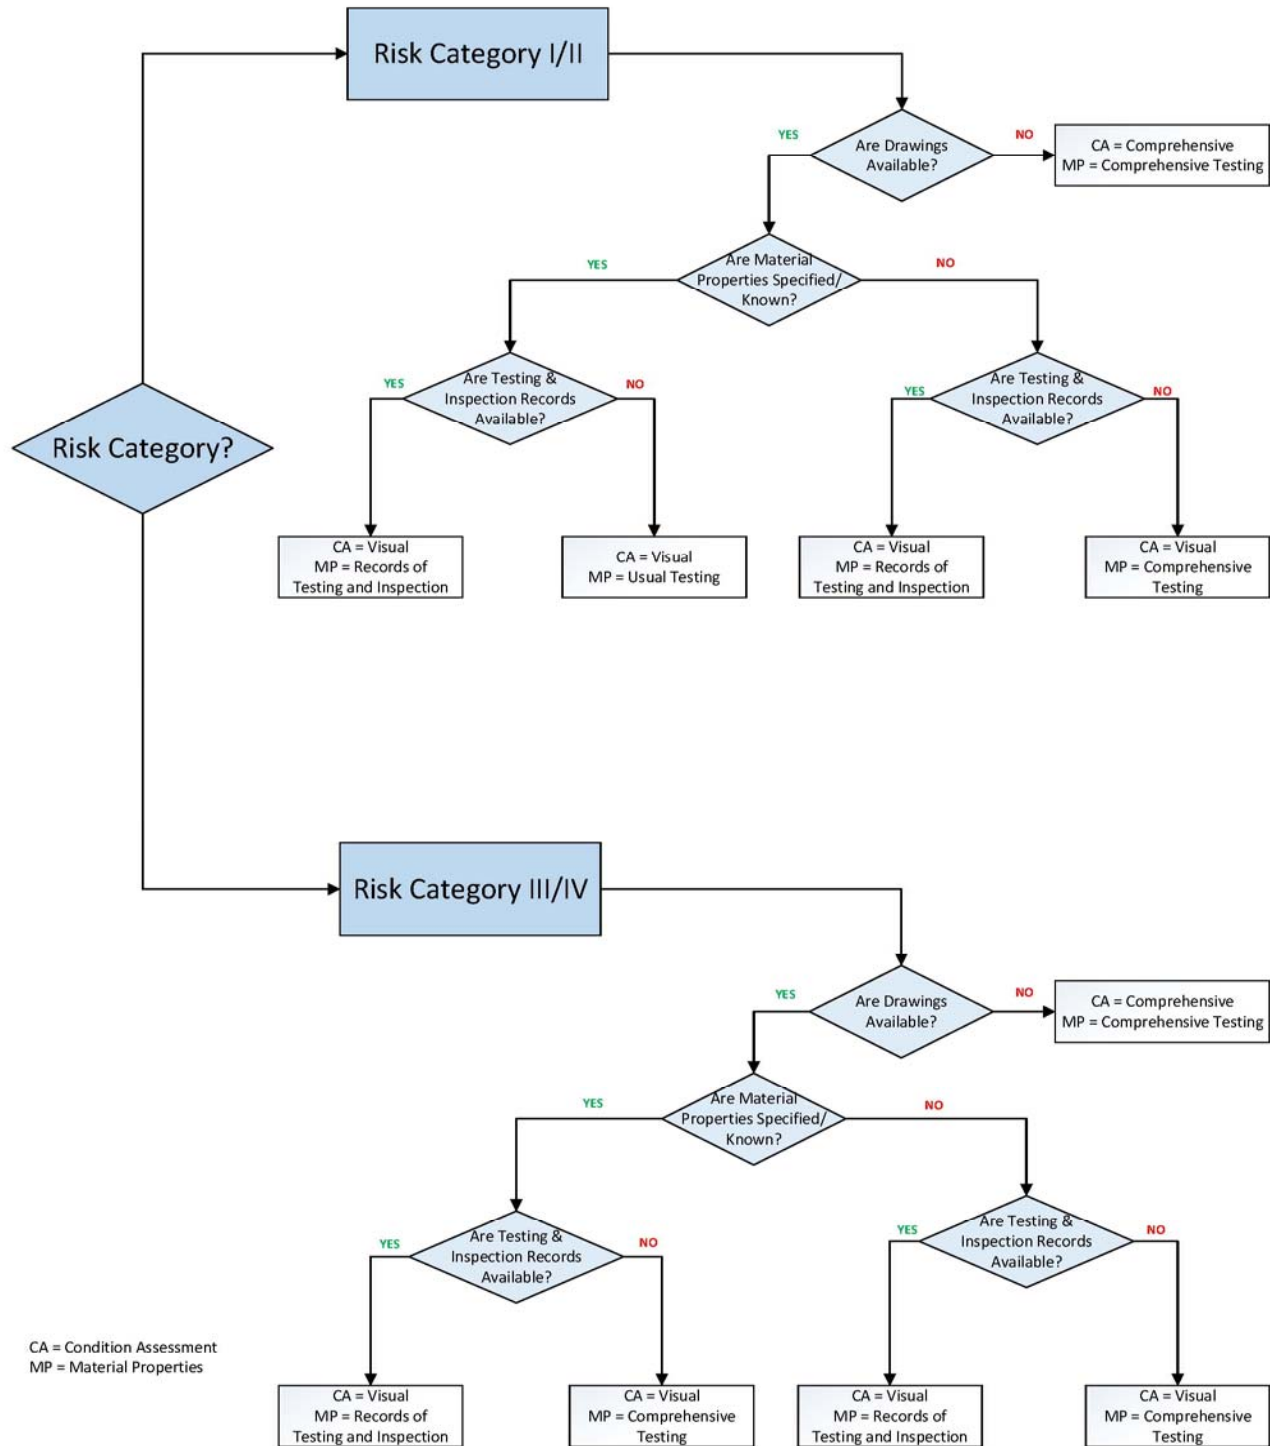 Risk Category I/II
Are Drawings
Available?
YES
NO
CA = Comprehensive
MP = Comprehensive Testing
Are Material
Properties Specified/
Known?
YES
NO
Are Testing &
Inspection Records
Available?
YES
NO
Are Testing &
Inspection Records
Available?
YES
NO
Risk Category?
CA = Visual
MP = Records of
Testing and Inspection
CA = Visual
MP = Usual Testing
CA = Visual
MP = Records of
Testing and Inspection
CA = Visual
MP = Comprehensive
Testing
Risk Category III/IV
Are Drawings
Available?
YES
NO
CA = Comprehensive
MP = Comprehensive Testing
Are Material
Properties Specified/
Known?
YES
NO
Are Testing &
Inspection Records
Available?
YES
NO
Are Testing &
Inspection Records
Available?
YES
NO
CA = Condition Assessment
MP = Material Properties
CA = Visual
MP = Records of
Testing and Inspection
CA = Visual
MP = Comprehensive
Testing
CA = Visual
MP = Records of
Testing and Inspection
CA = Visual
MP = Comprehensive
Testing